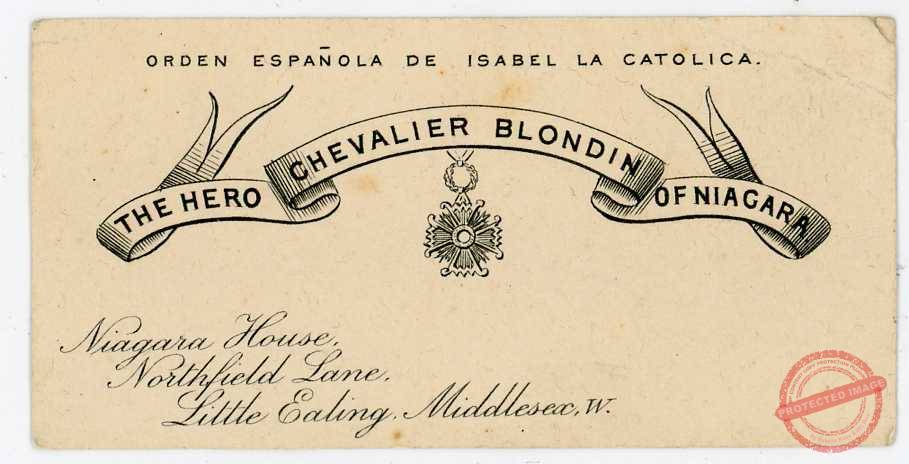 ORDEN ESPAÑOLA DE ISABEL LA CATOLICA.
THE HERO CHEVALIER BLONDIN OF NIAGARA
Niagara House,
Northfield Lane,
Little Ealing, Middlesex, W.
PROTECTED IMAGE